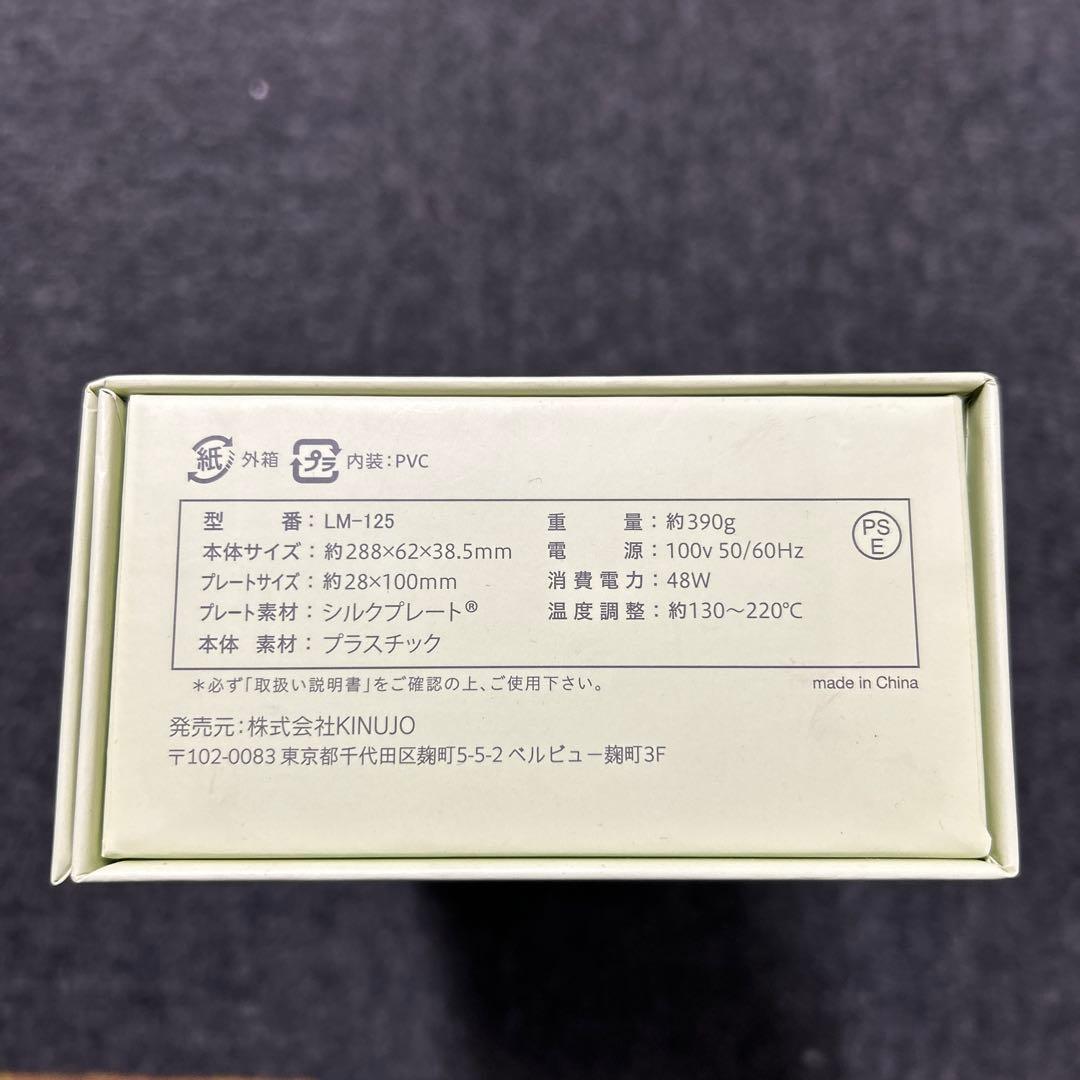 紙 外箱 プラ 内装:PVC
型番: LM-125
本体サイズ: 約288×62×38.5mm
プレートサイズ: 約28×100mm
プレート素材: シルクプレート®
本体 素材: プラスチック
重量: 約390g
電源: 100v 50/60Hz
消費電力: 48W
温度調整: 約130〜220℃
PS
E
＊必ず「取扱い説明書」をご確認の上、ご使用下さい。
made in China
発売元:株式会社KINUJO
〒102-0083 東京都千代田区麹町5-5-2 ベルビュー麹町3F